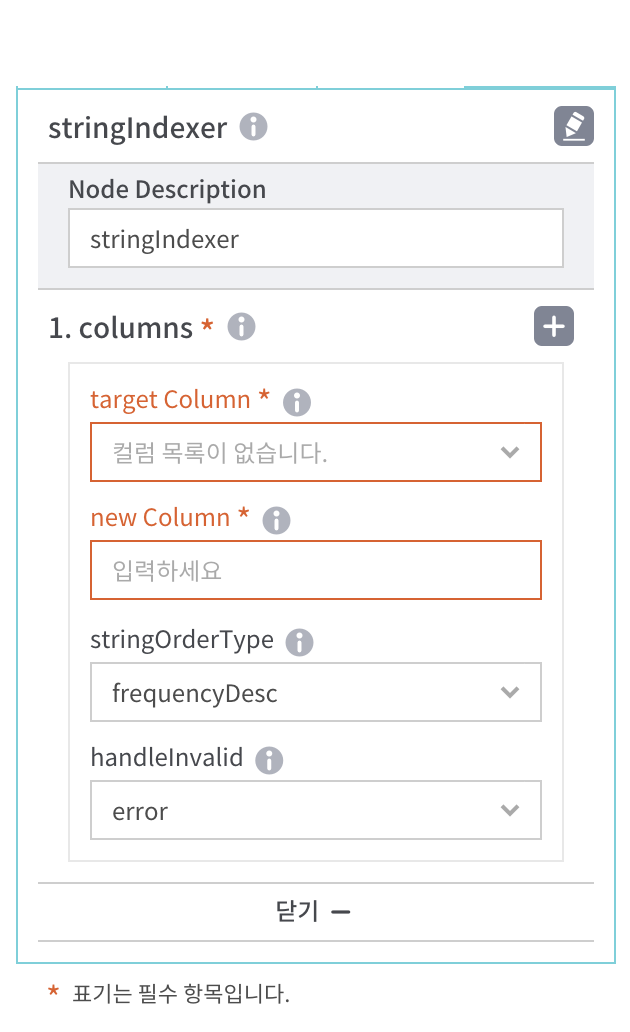 stringIndexer
Node Description
stringIndexer
1. columns *
target Column *
컬럼 목록이 없습니다.
new Column *
입력하세요
stringOrderType
frequencyDesc
handleInvalid
error
닫기
* 표기는 필수 항목입니다.